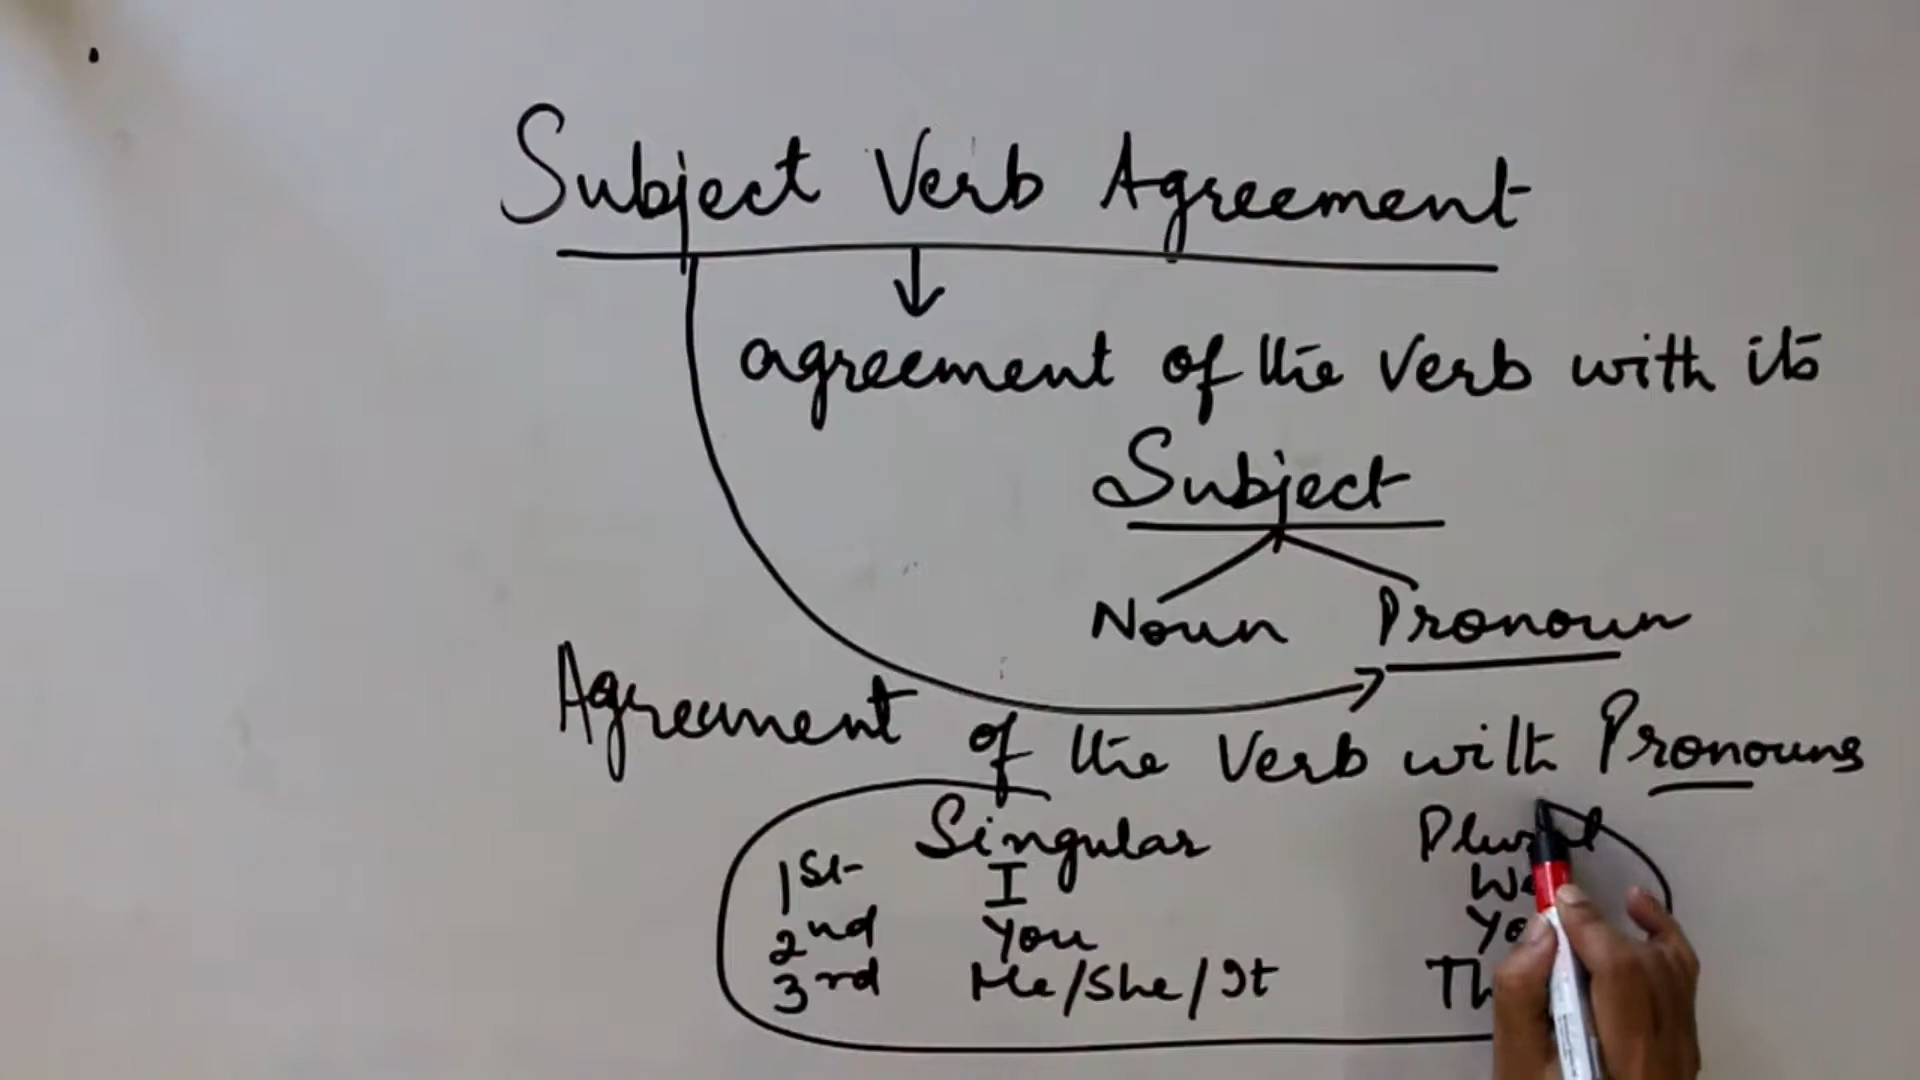 Subject Verb Agreement
agreement of the Verb with its
Subject
Noun Pronoun
Agreement of the Verb with Pronouns
Singular
1st I
2nd You
3rd He/She/It